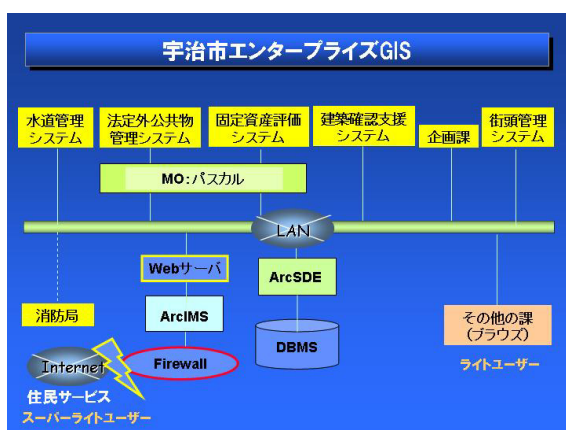 宇治市エンタープライズGIS
水道管理
システム
法定外公共物
管理システム
固定資産評価
システム
建築確認支援
システム
企画課
街頭管理
システム
MO:パスカル
LAN
Webサーバ
ArcSDE
消防局
ArcIMS
DBMS
その他の課
(ブラウズ)
Internet
Firewall
ライトユーザー
住民サービス
スーパーライトユーザー